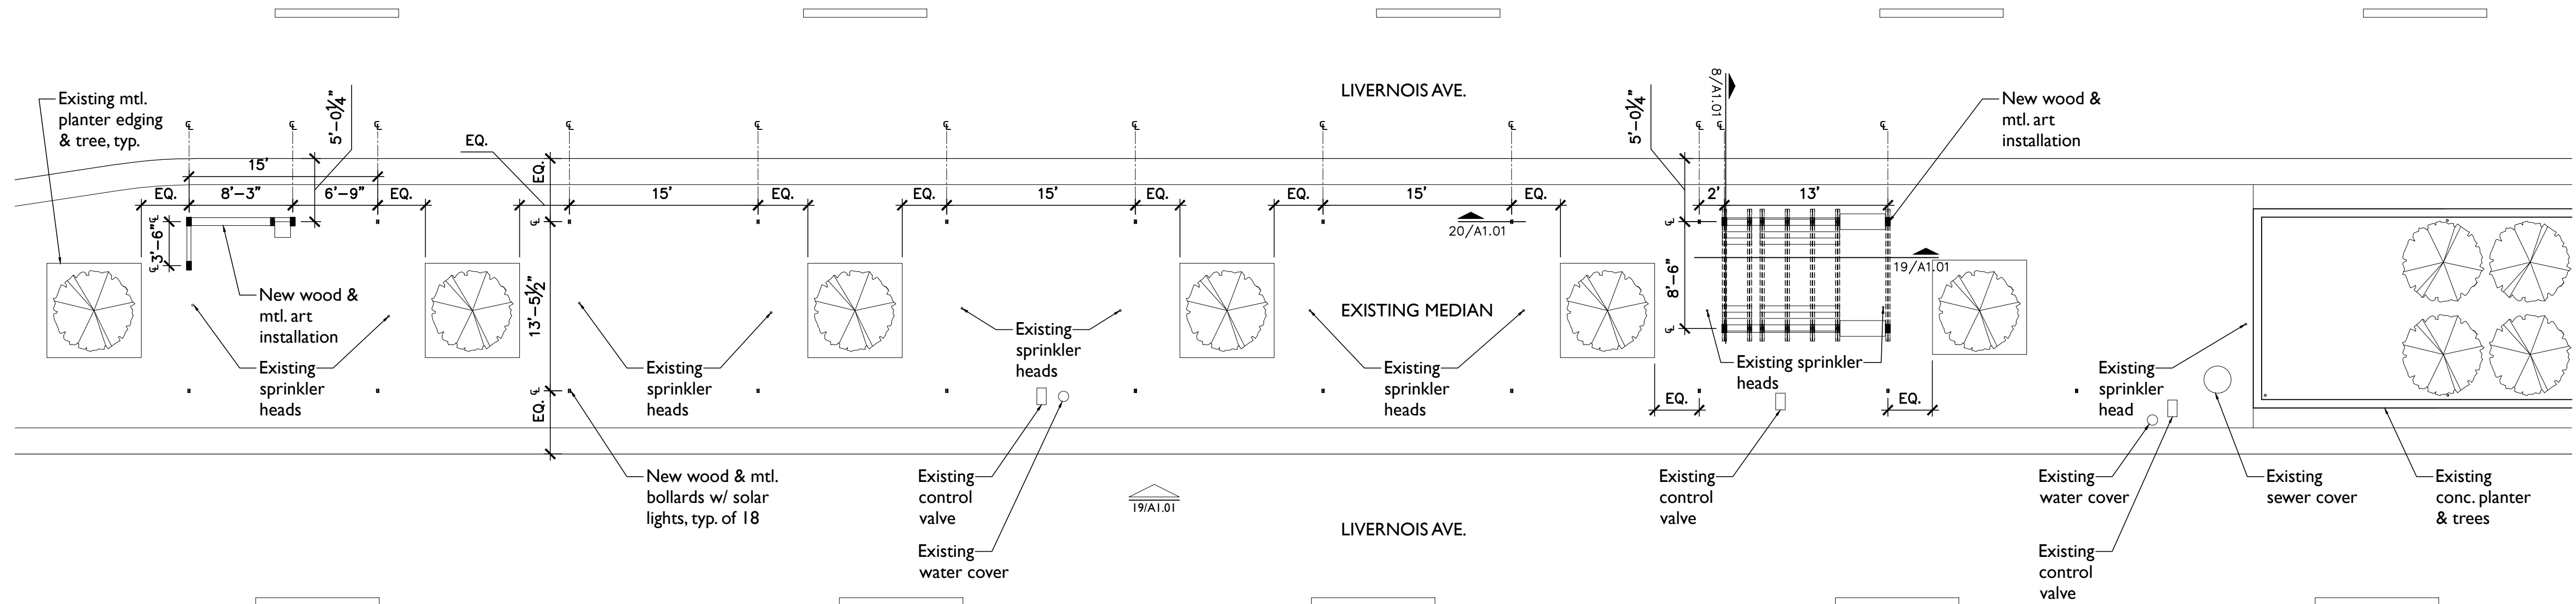 LIVERNOIS AVE.
Existing mtl.
planter edging
& tree, typ.
5'-0¼"
5'-0¼"
8/A1.01
New wood &
mtl. art
installation
℄
℄
℄
℄
℄
℄
℄
℄
℄
℄
℄
℄
15'
EQ.
EQ.
EQ.
8'-3"
6'-9"
EQ.
15'
EQ.
EQ.
15'
EQ.
EQ.
15'
EQ.
2'
13'
℄
3'-6"
℄
℄
℄
20/A1.01
19/A1.01
8'-6"
13'-5½"
New wood &
mtl. art
installation
EXISTING MEDIAN
Existing
sprinkler
heads
Existing
sprinkler
heads
Existing
sprinkler
heads
Existing
sprinkler
heads
℄
Existing sprinkler
heads
Existing
sprinkler
head
℄
EQ.
EQ.
EQ.
New wood & mtl.
bollards w/ solar
lights, typ. of 18
Existing
control
valve
Existing
water cover
19/A1.01
LIVERNOIS AVE.
Existing
control
valve
Existing
water cover
Existing
control
valve
Existing
sewer cover
Existing
conc. planter
& trees